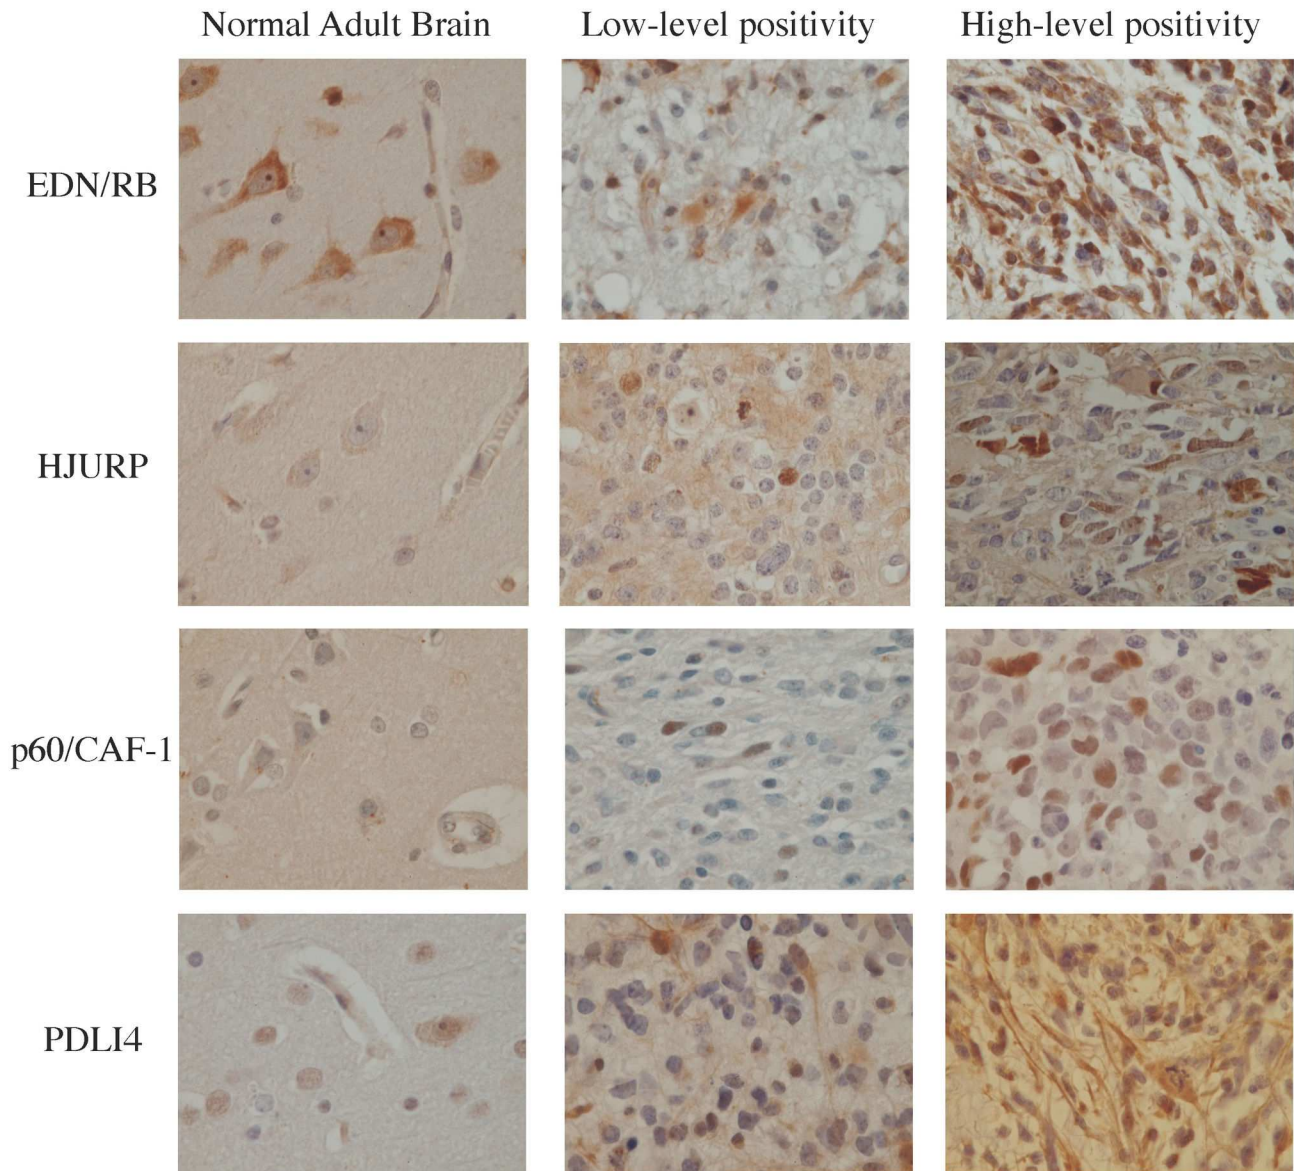 Normal Adult Brain Low-level positivity High-level positivity
EDN/RB
HJURP
p60/CAF-1
PDLI4